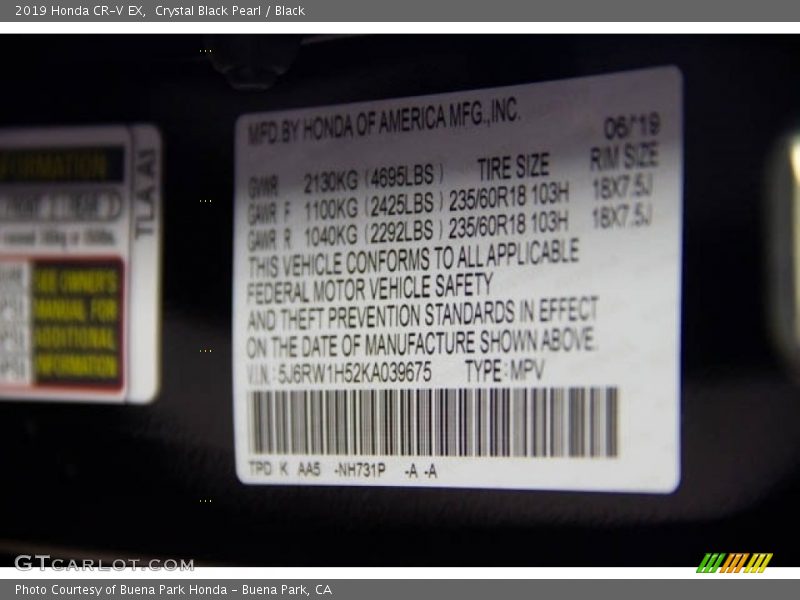 2019 Honda CR-V EX, Crystal Black Pearl / Black
MFD.BY HONDA OF AMERICA MFG.,INC.
06/19
GVWR 2130KG (4695LBS) TIRE SIZE RIM SIZE
GAWR F 1100KG (2425LBS) 235/60R18 103H 18X7.5J
GAWR R 1040KG (2292LBS) 235/60R18 103H 18X7.5J
THIS VEHICLE CONFORMS TO ALL APPLICABLE
FEDERAL MOTOR VEHICLE SAFETY
AND THEFT PREVENTION STANDARDS IN EFFECT
ON THE DATE OF MANUFACTURE SHOWN ABOVE.
V.I.N.: 5J6RW1H52KA039675 TYPE:MPV
TPD K AA5 -NH731P -A -A
TLA A1
SEE OWNER'S
MANUAL FOR
ADDITIONAL
INFORMATION
GTCARLOT.COM
Photo Courtesy of Buena Park Honda - Buena Park, CA